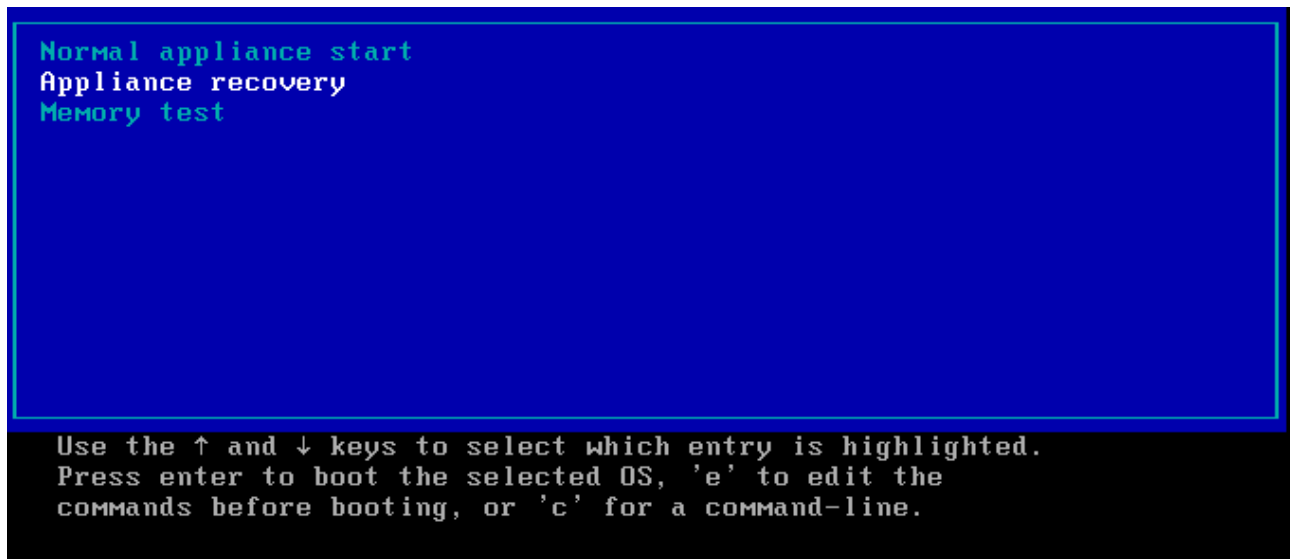 Normal appliance start
Appliance recovery
Memory test
Use the ↑ and ↓ keys to select which entry is highlighted.
Press enter to boot the selected OS, 'e' to edit the
commands before booting, or 'c' for a command-line.